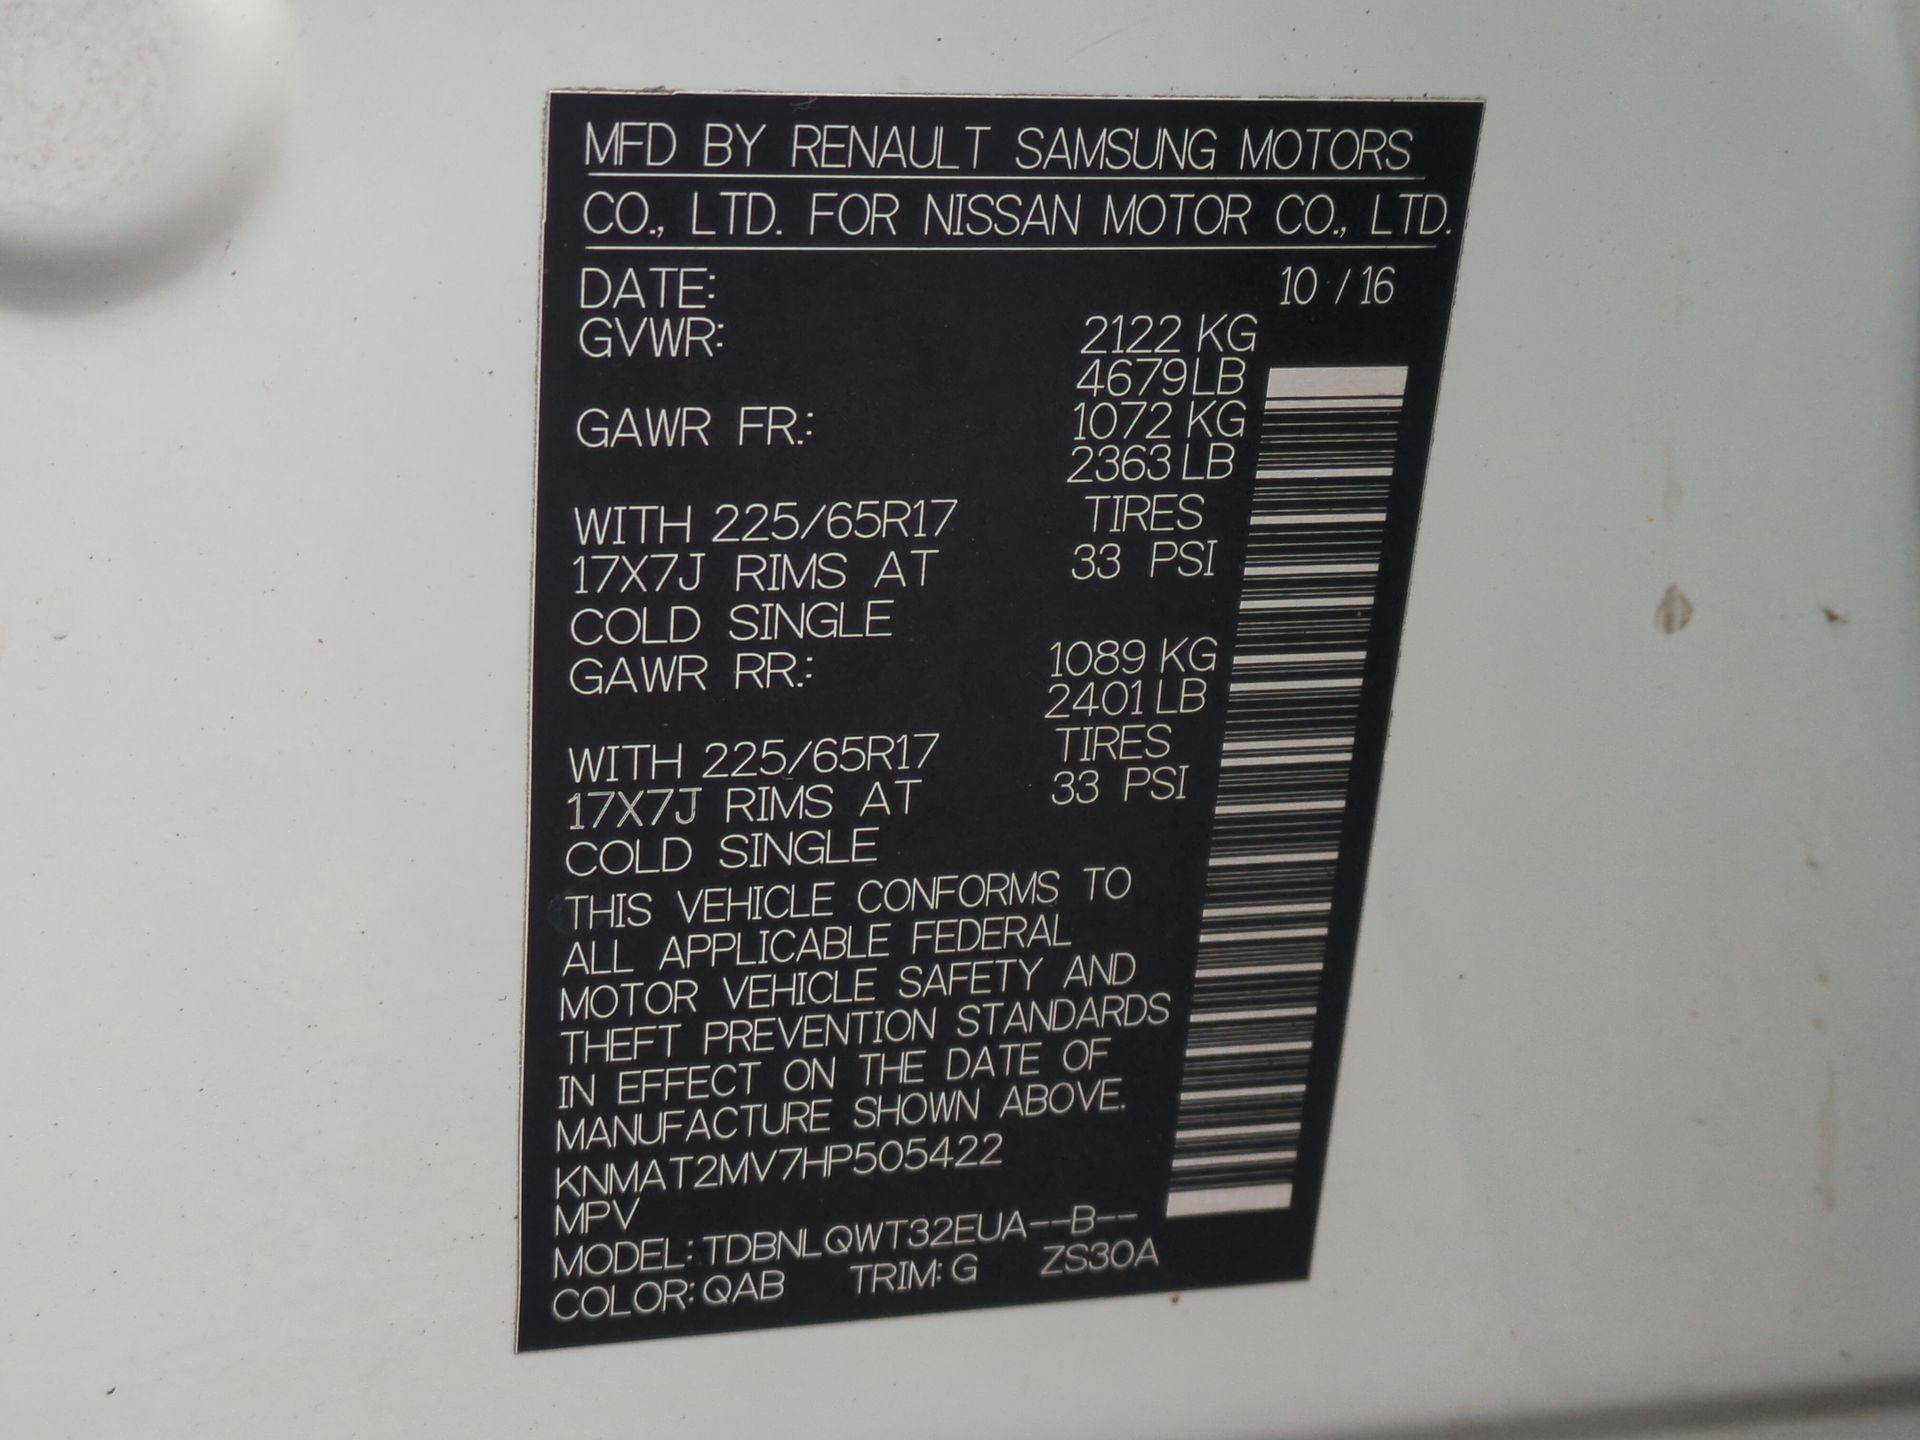 MFD BY RENAULT SAMSUNG MOTORS
CO., LTD. FOR NISSAN MOTOR CO., LTD.
DATE: 10 / 16
GVWR: 2122 KG
4679 LB
GAWR FR.: 1072 KG
2363 LB
WITH 225/65R17 TIRES
17X7J RIMS AT 33 PSI
COLD SINGLE
GAWR RR.: 1089 KG
2401 LB
WITH 225/65R17 TIRES
17X7J RIMS AT 33 PSI
COLD SINGLE
THIS VEHICLE CONFORMS TO
ALL APPLICABLE FEDERAL
MOTOR VEHICLE SAFETY AND
THEFT PREVENTION STANDARDS
IN EFFECT ON THE DATE OF
MANUFACTURE SHOWN ABOVE.
KNMAT2MV7HP505422
MPV
MODEL: TDBNLQWT32EUA--B--
COLOR: QAB TRIM: G ZS30A